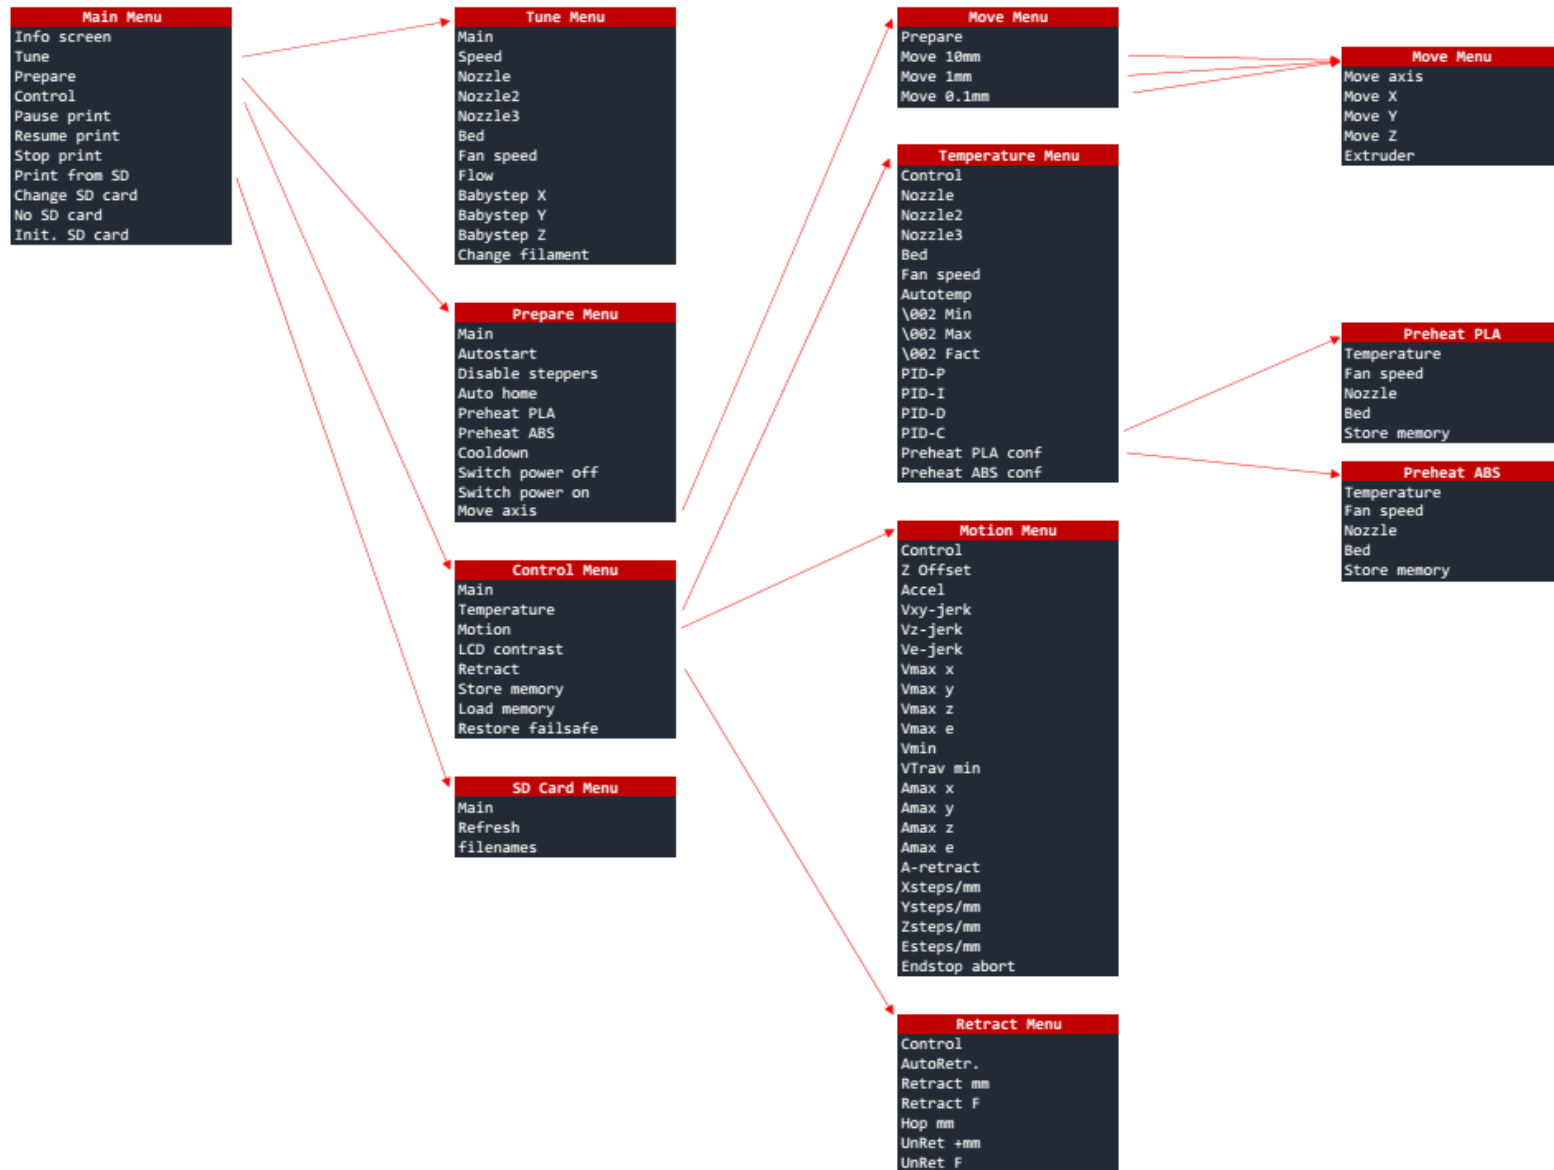 Main Menu
Info screen
Tune
Prepare
Control
Pause print
Resume print
Stop print
Print from SD
Change SD card
No SD card
Init. SD card
Tune Menu
Main
Speed
Nozzle
Nozzle2
Nozzle3
Bed
Fan speed
Flow
Babystep X
Babystep Y
Babystep Z
Change filament
Prepare Menu
Main
Autostart
Disable steppers
Auto home
Preheat PLA
Preheat ABS
Cooldown
Switch power off
Switch power on
Move axis
Control Menu
Main
Temperature
Motion
LCD contrast
Retract
Store memory
Load memory
Restore failsafe
SD Card Menu
Main
Refresh
filenames
Move Menu
Prepare
Move 10mm
Move 1mm
Move 0.1mm
Temperature Menu
Control
Nozzle
Nozzle2
Nozzle3
Bed
Fan speed
Autotemp
\002 Min
\002 Max
\002 Fact
PID-P
PID-I
PID-D
PID-C
Preheat PLA conf
Preheat ABS conf
Motion Menu
Control
Z Offset
Accel
Vxy-jerk
Vz-jerk
Ve-jerk
Vmax x
Vmax y
Vmax z
Vmax e
Vmin
VTrav min
Amax x
Amax y
Amax z
Amax e
A-retract
Xsteps/mm
Ysteps/mm
Zsteps/mm
Esteps/mm
Endstop abort
Retract Menu
Control
AutoRetr.
Retract mm
Retract F
Hop mm
UnRet +mm
UnRet F
Move Menu
Move axis
Move X
Move Y
Move Z
Extruder
Preheat PLA
Temperature
Fan speed
Nozzle
Bed
Store memory
Preheat ABS
Temperature
Fan speed
Nozzle
Bed
Store memory